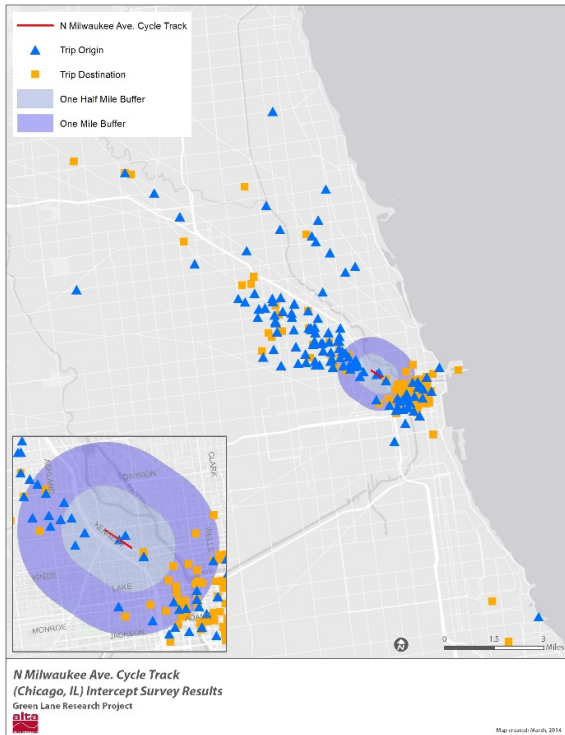 N Milwaukee Ave. Cycle Track
Trip Origin
Trip Destination
One Half Mile Buffer
One Mile Buffer
ASHLAND
DIVISION
CLARK
KINZIE
LAKE
MONROE
JACKSON
0 1.5 3
Miles
N
N Milwaukee Ave. Cycle Track
(Chicago, IL) Intercept Survey Results
Green Lane Research Project
alta
Map created: March, 2014